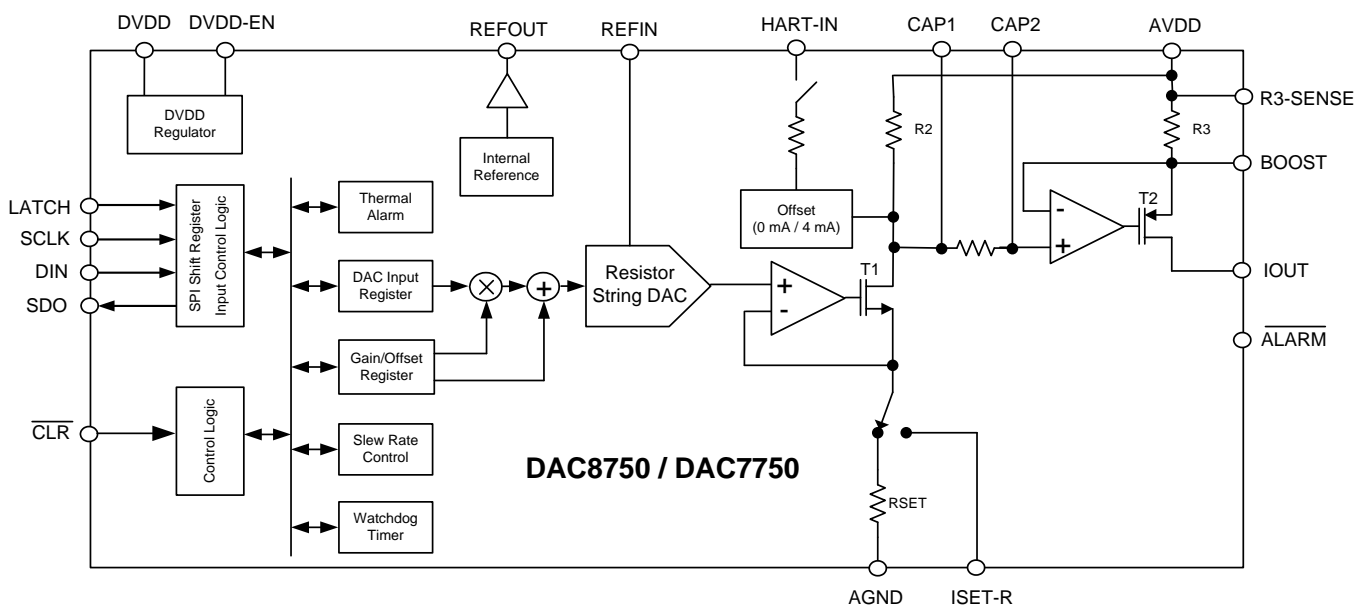 DVDD
DVDD-EN
REFOUT
REFIN
HART-IN
CAP1
CAP2
AVDD
R3-SENSE
BOOST
IOUT
ALARM
LATCH
SCLK
DIN
SDO
CLR
DVDD
Regulator
SPI Shift Register
Input Control Logic
Control Logic
Thermal
Alarm
DAC Input
Register
Gain/Offset
Register
Slew Rate
Control
Watchdog
Timer
Internal
Reference
×
+
Resistor
String DAC
Offset
(0 mA / 4 mA)
R2
R3
T1
T2
+
-
-
+
RSET
DAC8750 / DAC7750
AGND
ISET-R